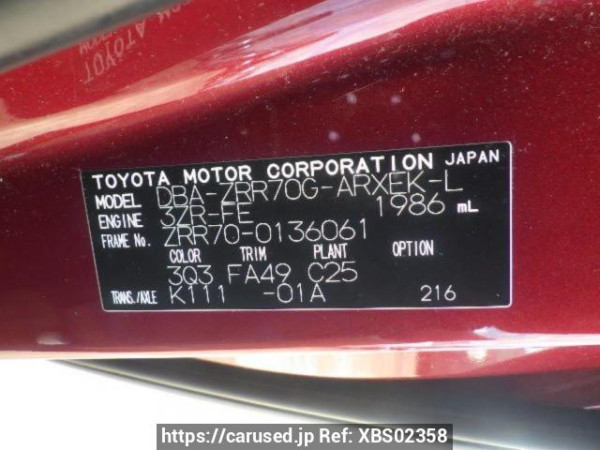 TOYOTA MOTOR CORPORATION JAPAN
MODEL DBA-ZRR70G-ARXEK-L
ENGINE 3ZR-FE 1986 mL
FRAME No. ZRR70-0136061
COLOR TRIM PLANT OPTION
3Q3 FA49 C25
TRANS./AXLE K111 -01A 216
https://carused.jp Ref: XBS02358